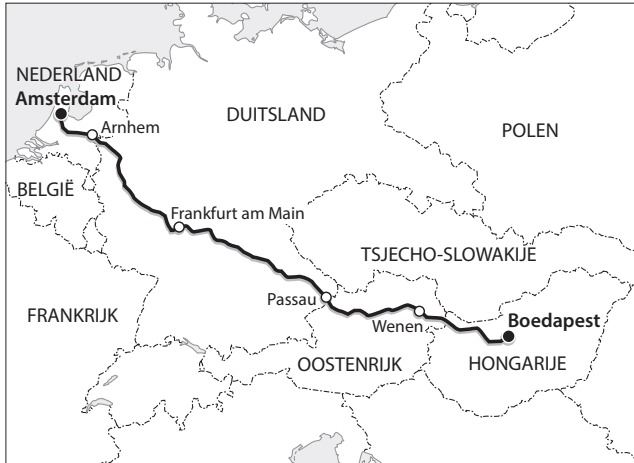 NEDERLAND
Amsterdam
Arnhem
DUITSLAND
POLEN
BELGIË
Frankfurt am Main
TSJECHO-SLOWAKIJE
Passau
FRANKRIJK
Wenen
Boedapest
OOSTENRIJK
HONGARIJE